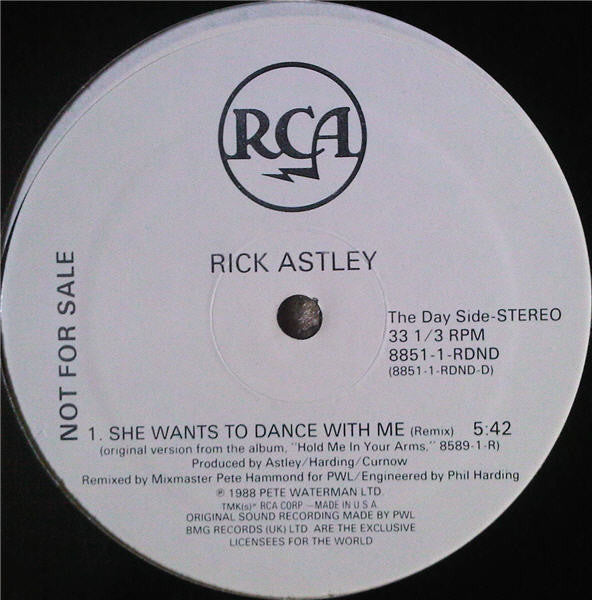 RCA
RICK ASTLEY
NOT FOR SALE
The Day Side-STEREO
33 1/3 RPM
8851-1-RDND
(8851-1-RDND-D)
1. SHE WANTS TO DANCE WITH ME (Remix) 5:42
(original version from the album, "Hold Me In Your Arms," 8589-1-R)
Produced by Astley/Harding/Curnow
Remixed by Mixmaster Pete Hammond for PWL/Engineered by Phil Harding
℗ 1988 PETE WATERMAN LTD.
TMK(s)® RCA CORP —MADE IN U S A
ORIGINAL SOUND RECORDING MADE BY PWL
BMG RECORDS (UK) LTD. ARE THE EXCLUSIVE
LICENSEES FOR THE WORLD